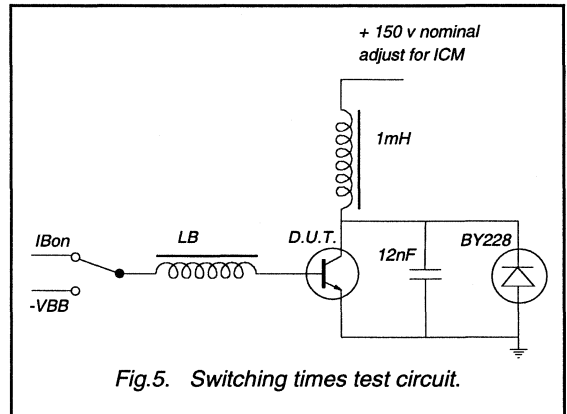 + 150 v nominal
adjust for ICM
1mH
IBon
LB
D.U.T.
12nF
BY228
-VBB
Fig.5. Switching times test circuit.